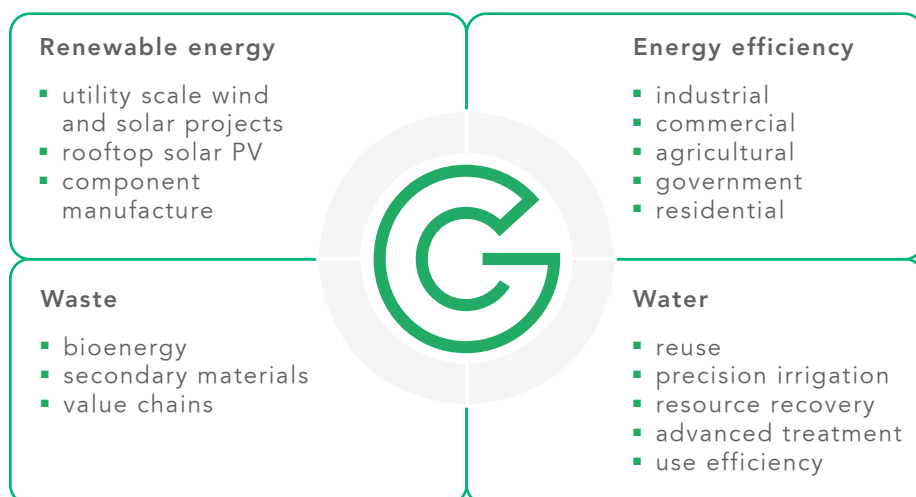 Renewable energy
utility scale wind
and solar projects
rooftop solar PV
component
manufacture
Energy efficiency
industrial
commercial
agricultural
government
residential
Waste
bioenergy
secondary materials
value chains
Water
reuse
precision irrigation
resource recovery
advanced treatment
use efficiency